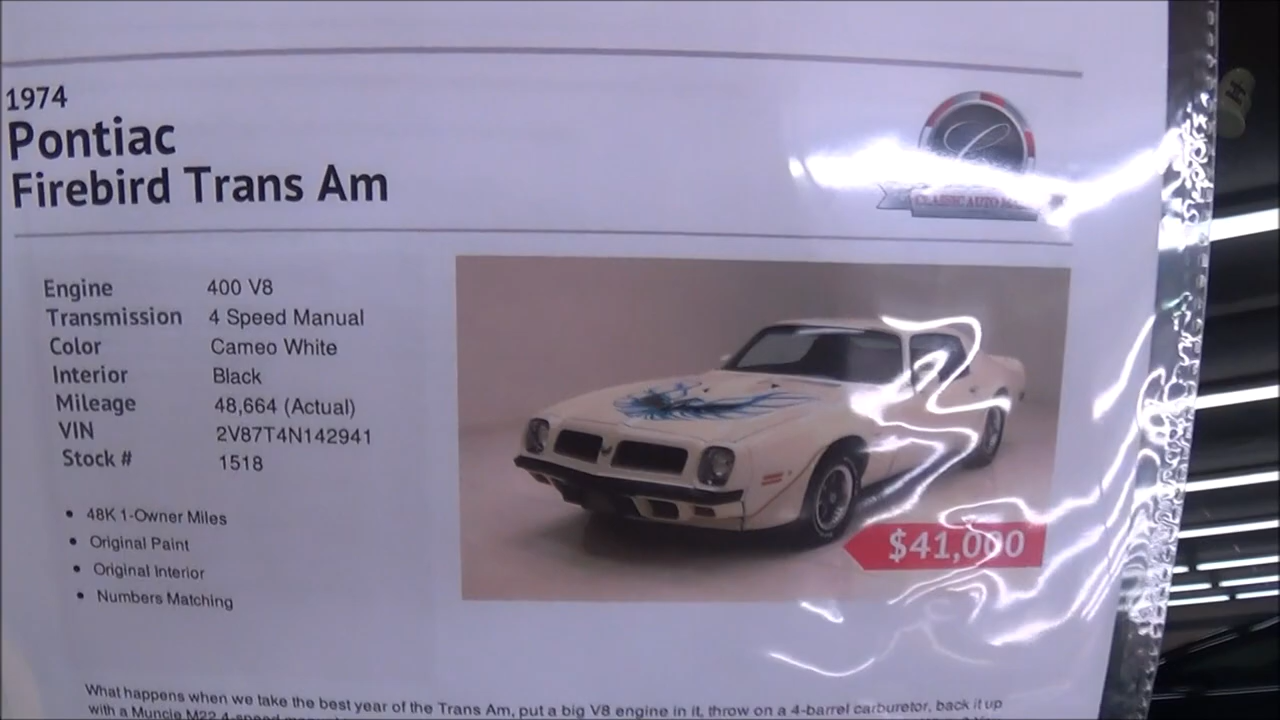 1974
Pontiac
Firebird Trans Am
CLASSIC AUTO
Engine 400 V8
Transmission 4 Speed Manual
Color Cameo White
Interior Black
Mileage 48,664 (Actual)
VIN 2V87T4N142941
Stock # 1518
• 48K 1-Owner Miles
• Original Paint
• Original Interior
• Numbers Matching
$41,000
What happens when we take the best year of the Trans Am, put a big V8 engine in it, throw on a 4-barrel carburetor, back it up
with a Muncie M22 4-speed